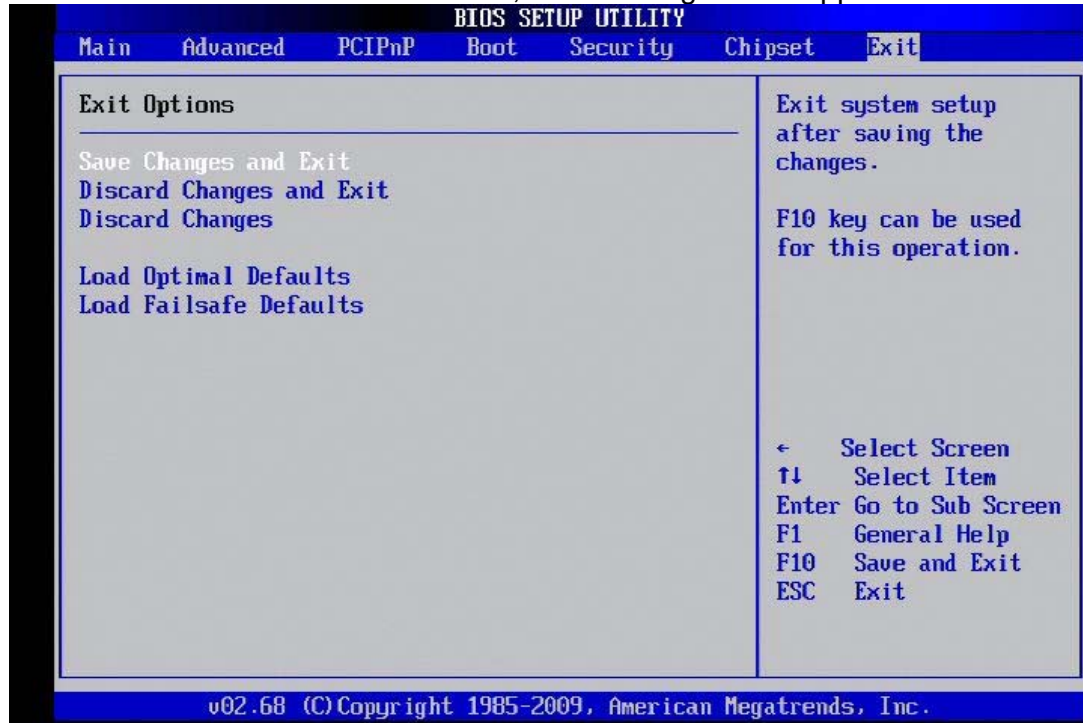 BIOS SETUP UTILITY
Main Advanced PCIPnP Boot Security Chipset Exit
Exit Options
Save Changes and Exit
Discard Changes and Exit
Discard Changes
Load Optimal Defaults
Load Failsafe Defaults
Exit system setup
after saving the
changes.
F10 key can be used
for this operation.
← Select Screen
↑↓ Select Item
Enter Go to Sub Screen
F1 General Help
F10 Save and Exit
ESC Exit
v02.68 (C)Copyright 1985-2009, American Megatrends, Inc.